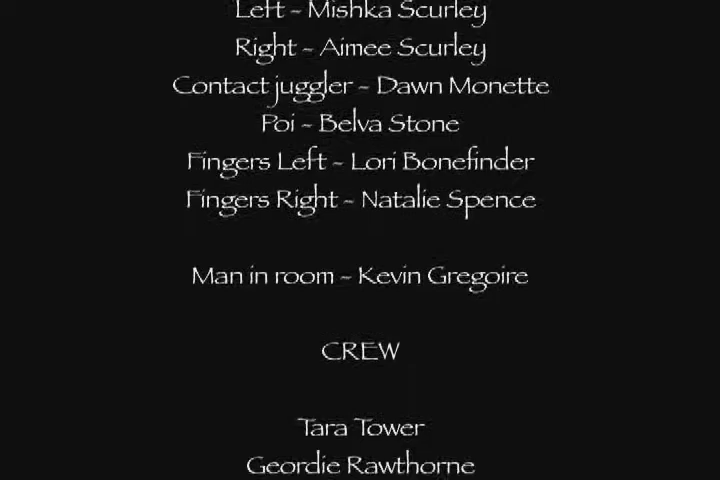 Left - Mishka Scurley
Right - Aimee Scurley
Contact juggler - Dawn Monette
Poi - Belva Stone
Fingers Left - Lori Bonefinder
Fingers Right - Natalie Spence
Man in room - Kevin Gregoire
CREW
Tara Tower
Geordie Rawthorne